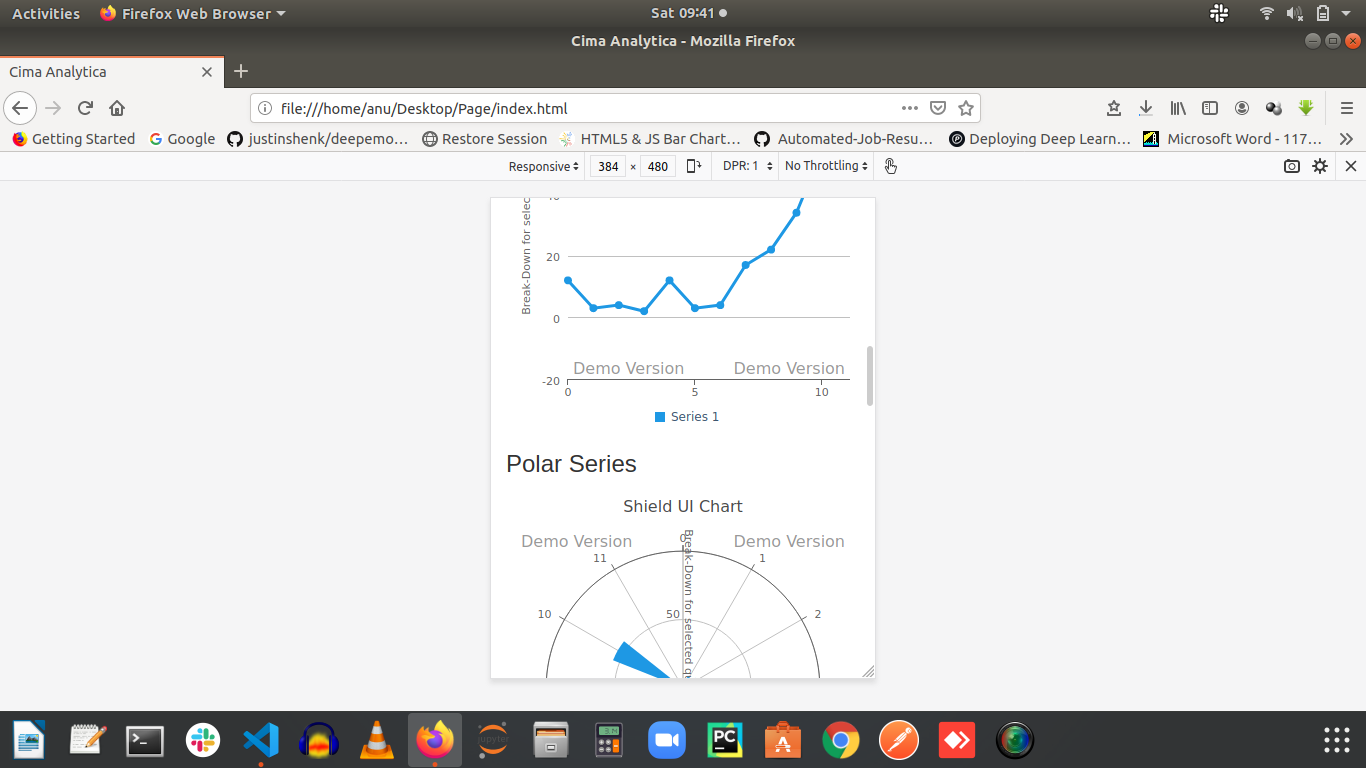 Activities
Firefox Web Browser
Sat 09:41
Cima Analytica - Mozilla Firefox
Cima Analytica
file:///home/anu/Desktop/Page/index.html
Getting Started
Google
justinshenk/deepemo…
Restore Session
HTML5 & JS Bar Chart…
Automated-Job-Resu…
Deploying Deep Learn…
Microsoft Word - 117…
Responsive
384 × 480
DPR: 1
No Throttling
Break-Down for selec
20
0
-20
Demo Version Demo Version
0 5 10
Series 1
Polar Series
Shield UI Chart
Demo Version Demo Version
0
11 1
10 50 2
Break-Down for selected
jupyter
PC